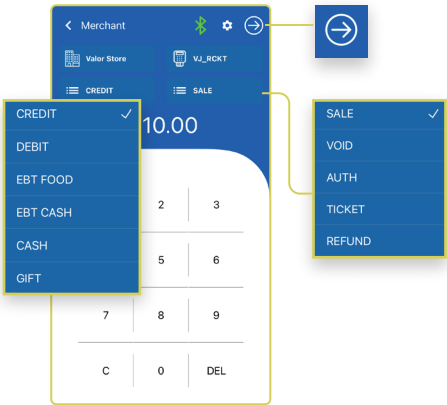 Merchant
Valor Store
VJ_RCKT
CREDIT
SALE
10.00
CREDIT
DEBIT
EBT FOOD
EBT CASH
CASH
GIFT
SALE
VOID
AUTH
TICKET
REFUND
2 3
5 6
7 8 9
C 0 DEL